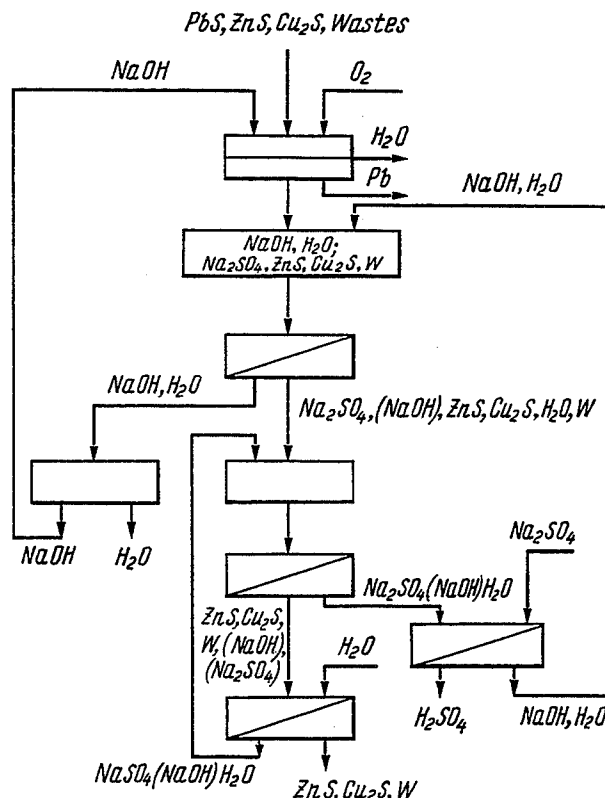 PbS, ZnS, Cu₂S, Wastes
NaOH
O₂
H₂O
Pb
NaOH, H₂O
NaOH, H₂O;
Na₂SO₄, ZnS, Cu₂S, W
NaOH, H₂O
Na₂SO₄, (NaOH), ZnS, Cu₂S, H₂O, W
NaOH
H₂O
Na₂SO₄
Na₂SO₄(NaOH)H₂O
ZnS, Cu₂S,
W, (NaOH),
(Na₂SO₄)
H₂O
H₂SO₄
NaOH, H₂O
NaSO₄(NaOH)H₂O
ZnS, Cu₂S, W